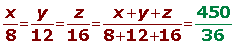 x/8 = y/12 = z/16 = x+y+z/8+12+16 = 450/36